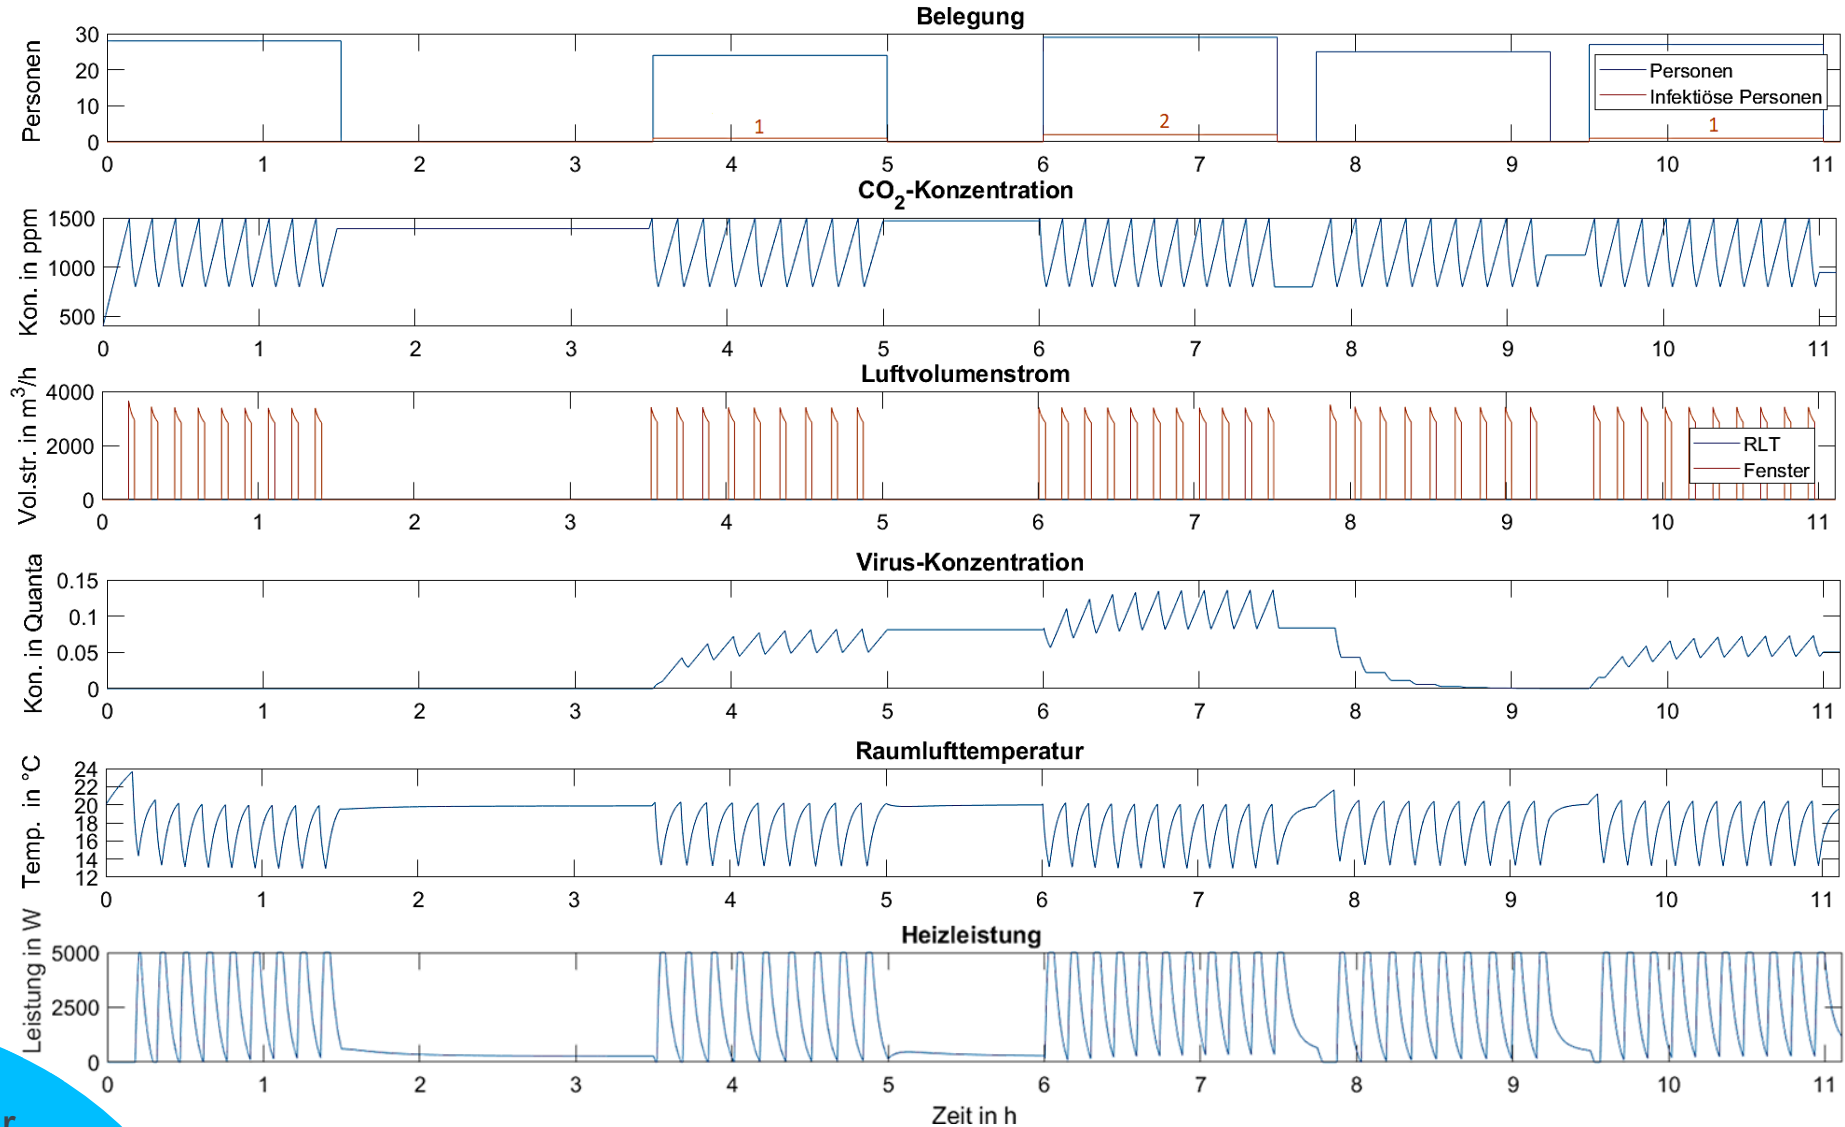 Belegung
Personen
30
20
10
0
Personen
Infektiöse Personen
1
2
1
0 1 2 3 4 5 6 7 8 9 10 11
CO2-Konzentration
Kon. in ppm
1500
1000
500
0 1 2 3 4 5 6 7 8 9 10 11
Luftvolumenstrom
Vol.str. in m³/h
4000
2000
0
RLT
Fenster
0 1 2 3 4 5 6 7 8 9 10 11
Virus-Konzentration
Kon. in Quanta
0.15
0.1
0.05
0
0 1 2 3 4 5 6 7 8 9 10 11
Raumlufttemperatur
Temp. in °C
24
22
20
18
16
14
12
0 1 2 3 4 5 6 7 8 9 10 11
Heizleistung
Leistung in W
5000
2500
0
0 1 2 3 4 5 6 7 8 9 10 11
Zeit in h
r